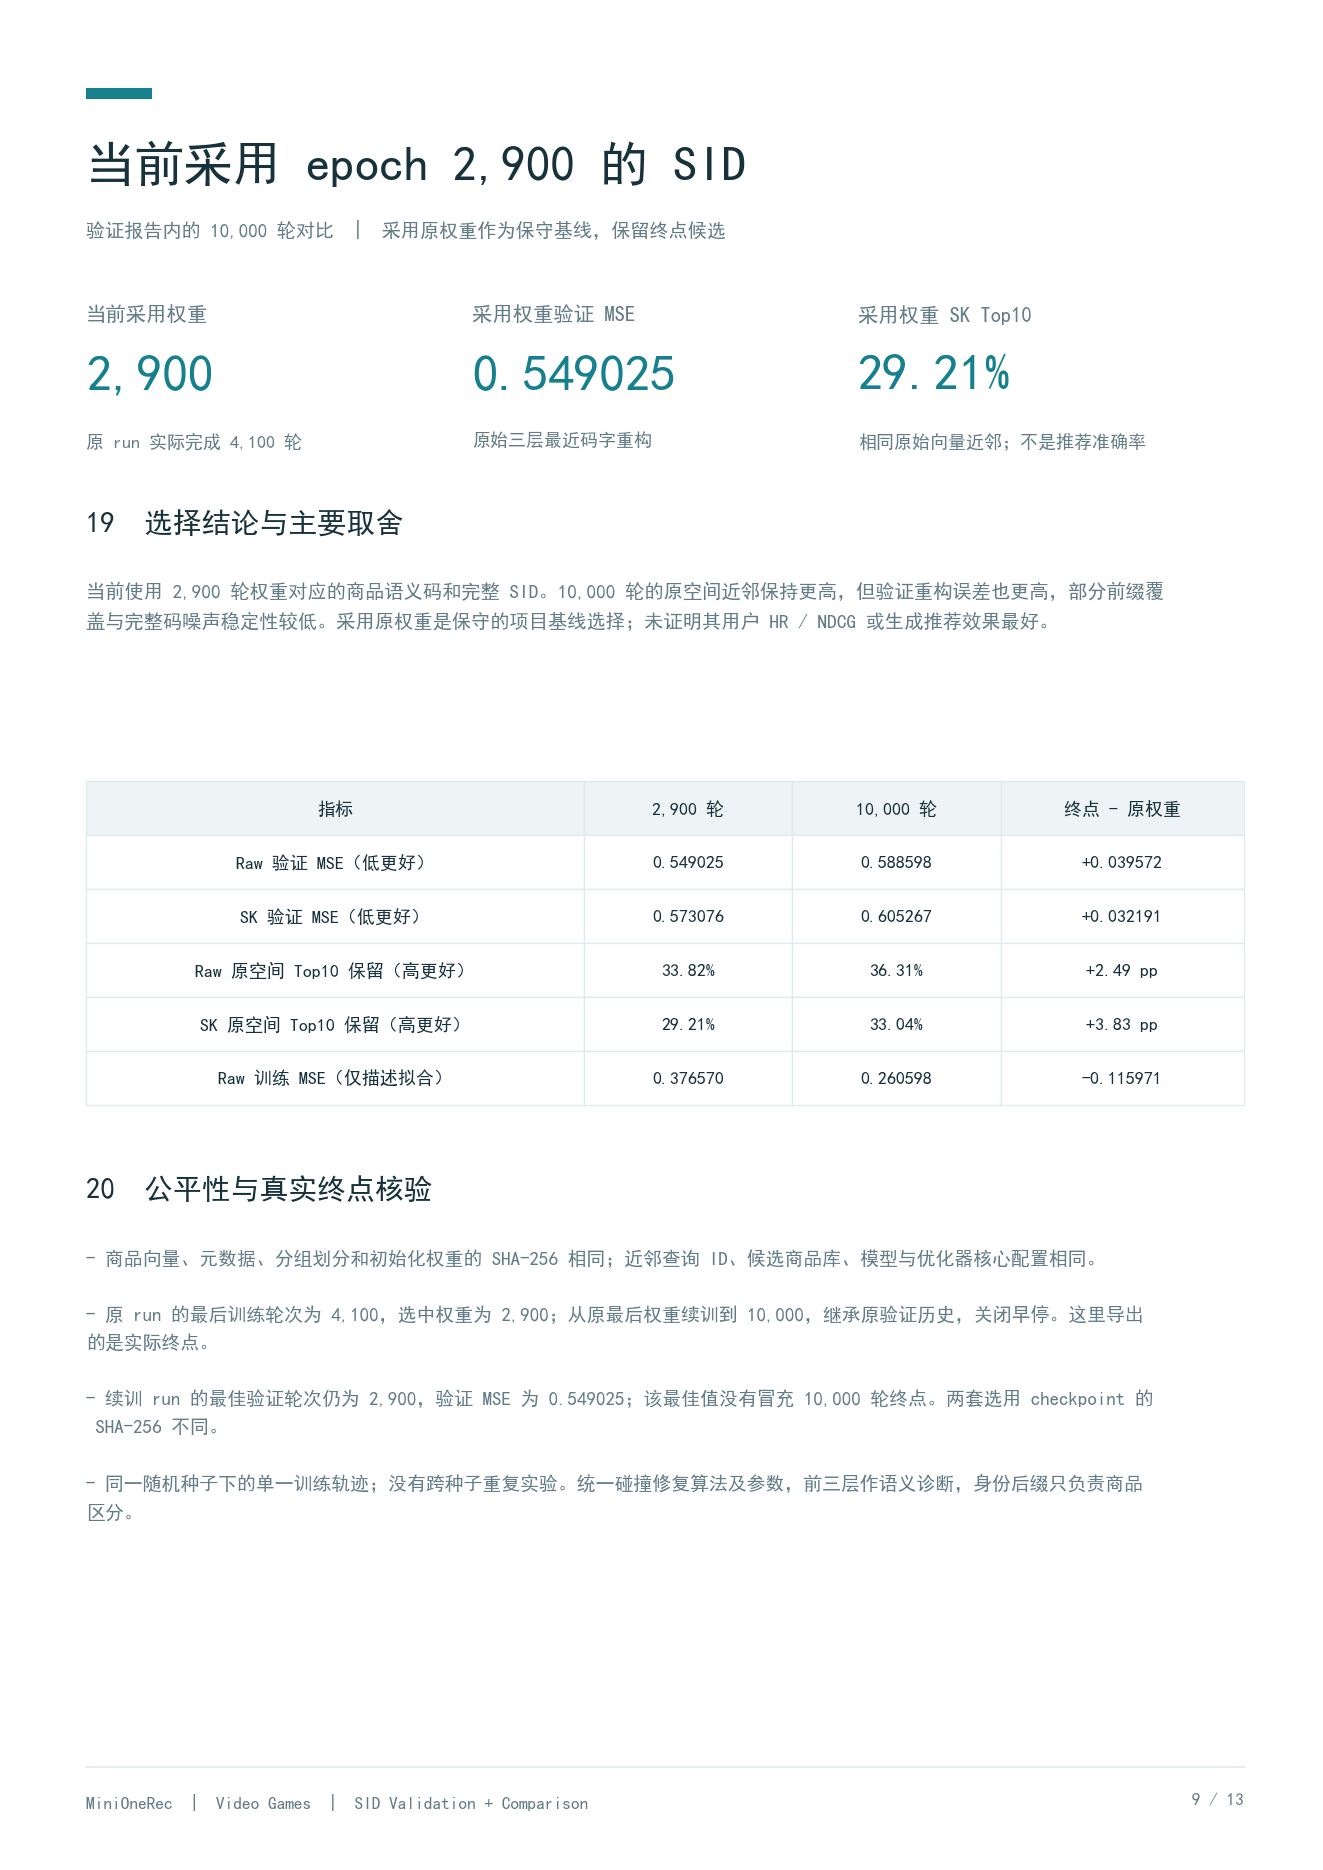 当前采用 epoch 2,900 的 SID
验证报告内的 10,000 轮对比 | 采用原权重作为保守基线，保留终点候选
当前采用权重 采用权重验证 MSE 采用权重 SK Top10
2,900 0.549025 29.21%
原 run 实际完成 4,100 轮 原始三层最近码字重构 相同原始向量近邻；不是推荐准确率
19 选择结论与主要取舍
当前使用 2,900 轮权重对应的商品语义码和完整 SID。10,000 轮的原空间近邻保持更高，但验证重构误差也更高，部分前缀覆
盖与完整码噪声稳定性较低。采用原权重是保守的项目基线选择；未证明其用户 HR / NDCG 或生成推荐效果最好。
指标 2,900 轮 10,000 轮 终点 − 原权重
Raw 验证 MSE（低更好） 0.549025 0.588598 +0.039572
SK 验证 MSE（低更好） 0.573076 0.605267 +0.032191
Raw 原空间 Top10 保留（高更好） 33.82% 36.31% +2.49 pp
SK 原空间 Top10 保留（高更好） 29.21% 33.04% +3.83 pp
Raw 训练 MSE（仅描述拟合） 0.376570 0.260598 −0.115971
20 公平性与真实终点核验
- 商品向量、元数据、分组划分和初始化权重的 SHA-256 相同；近邻查询 ID、候选商品库、模型与优化器核心配置相同。
- 原 run 的最后训练轮次为 4,100，选中权重为 2,900；从原最后权重续训到 10,000，继承原验证历史，关闭早停。这里导出
的是实际终点。
- 续训 run 的最佳验证轮次仍为 2,900，验证 MSE 为 0.549025；该最佳值没有冒充 10,000 轮终点。两套选用 checkpoint 的
SHA-256 不同。
- 同一随机种子下的单一训练轨迹；没有跨种子重复实验。统一碰撞修复算法及参数，前三层作语义诊断，身份后缀只负责商品
区分。
MiniOneRec | Video Games | SID Validation + Comparison 9 / 13